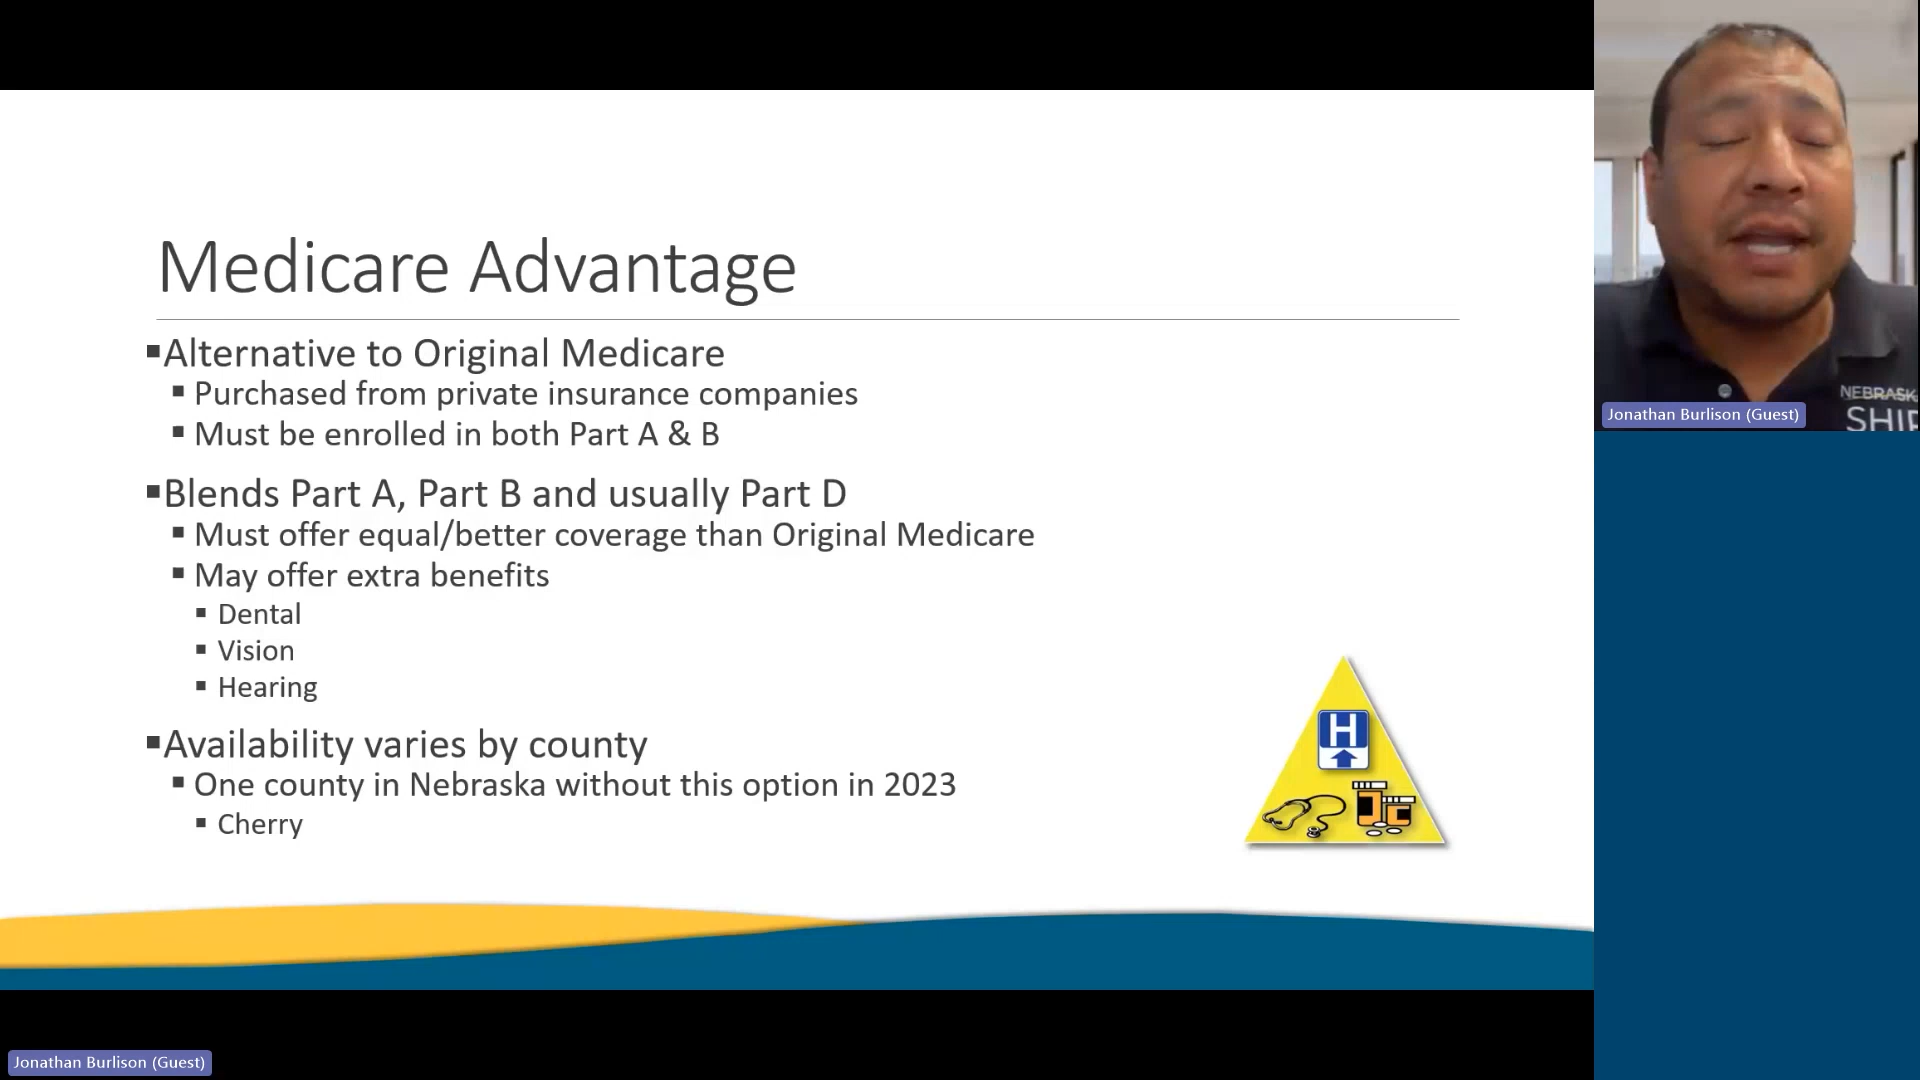 Medicare Advantage
▪Alternative to Original Medicare
▪ Purchased from private insurance companies
▪ Must be enrolled in both Part A & B
▪Blends Part A, Part B and usually Part D
▪ Must offer equal/better coverage than Original Medicare
▪ May offer extra benefits
▪ Dental
▪ Vision
▪ Hearing
▪Availability varies by county
▪ One county in Nebraska without this option in 2023
▪ Cherry
H
NEBRASK
SHIP
Jonathan Burlison (Guest)
Jonathan Burlison (Guest)